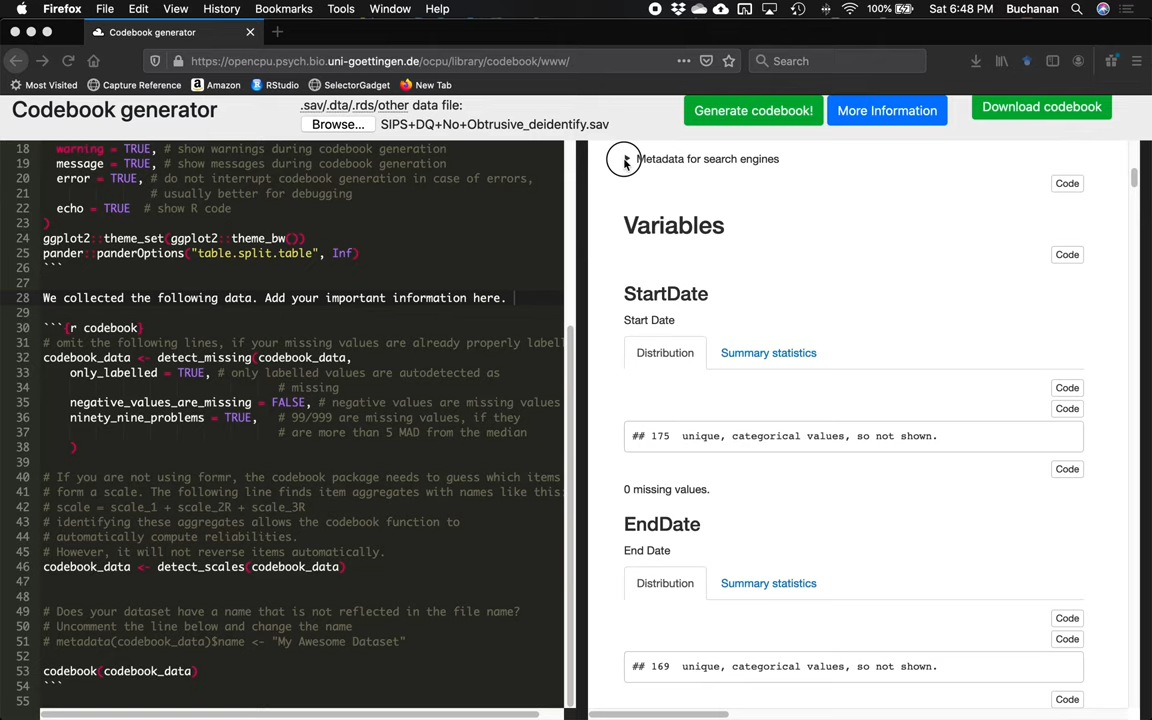 Firefox File Edit View History Bookmarks Tools Window Help 100% Sat 6:48 PM Buchanan
Codebook generator
https://opencpu.psych.bio.uni-goettingen.de/ocpu/library/codebook/www/ Search
Most Visited Capture Reference Amazon RStudio SelectorGadget New Tab
Codebook generator
.sav/.dta/.rds/other data file:
Browse... SIPS+DQ+No+Obtrusive_deidentify.sav
Generate codebook!
More Information
Download codebook
18 warning = TRUE, # show warnings during codebook generation
19 message = TRUE, # show messages during codebook generation
20 error = TRUE, # do not interrupt codebook generation in case of errors,
21 # usually better for debugging
22 echo = TRUE # show R code
23 )
24 ggplot2::theme_set(ggplot2::theme_bw())
25 pander::panderOptions("table.split.table", Inf)
26 ```
27
28 We collected the following data. Add your important information here.
29
30 ```{r codebook}
31 # omit the following lines, if your missing values are already properly labell
32 codebook_data <- detect_missing(codebook_data,
33 only_labelled = TRUE, # only labelled values are autodetected as
34 # missing
35 negative_values_are_missing = FALSE, # negative values are missing values
36 ninety_nine_problems = TRUE, # 99/999 are missing values, if they
37 # are more than 5 MAD from the median
38 )
39
40 # If you are not using formr, the codebook package needs to guess which items
41 # form a scale. The following line finds item aggregates with names like this:
42 # scale = scale_1 + scale_2R + scale_3R
43 # identifying these aggregates allows the codebook function to
44 # automatically compute reliabilities.
45 # However, it will not reverse items automatically.
46 codebook_data <- detect_scales(codebook_data)
47
48
49 # Does your dataset have a name that is not reflected in the file name?
50 # Uncomment the line below and change the name
51 # metadata(codebook_data)$name <- "My Awesome Dataset"
52
53 codebook(codebook_data)
54 ```
55
Metadata for search engines
Code
Variables
Code
StartDate
Start Date
Distribution Summary statistics
Code
Code
## 175 unique, categorical values, so not shown.
Code
0 missing values.
EndDate
End Date
Distribution Summary statistics
Code
Code
## 169 unique, categorical values, so not shown.
Code